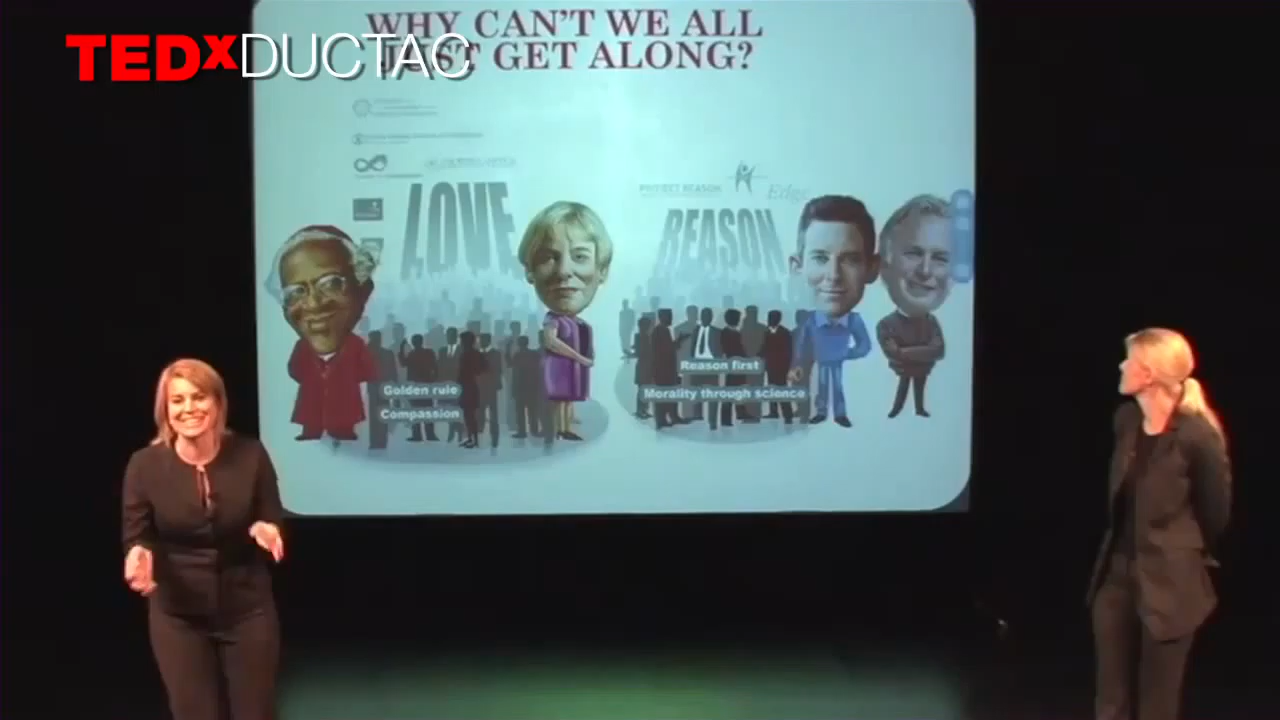 WHY CAN'T WE ALL
JUST GET ALONG?
TEDxDUCTAC
LOVE
PROJECT REASON
Edge
REASON
Golden rule
Compassion
Reason first
Morality through science